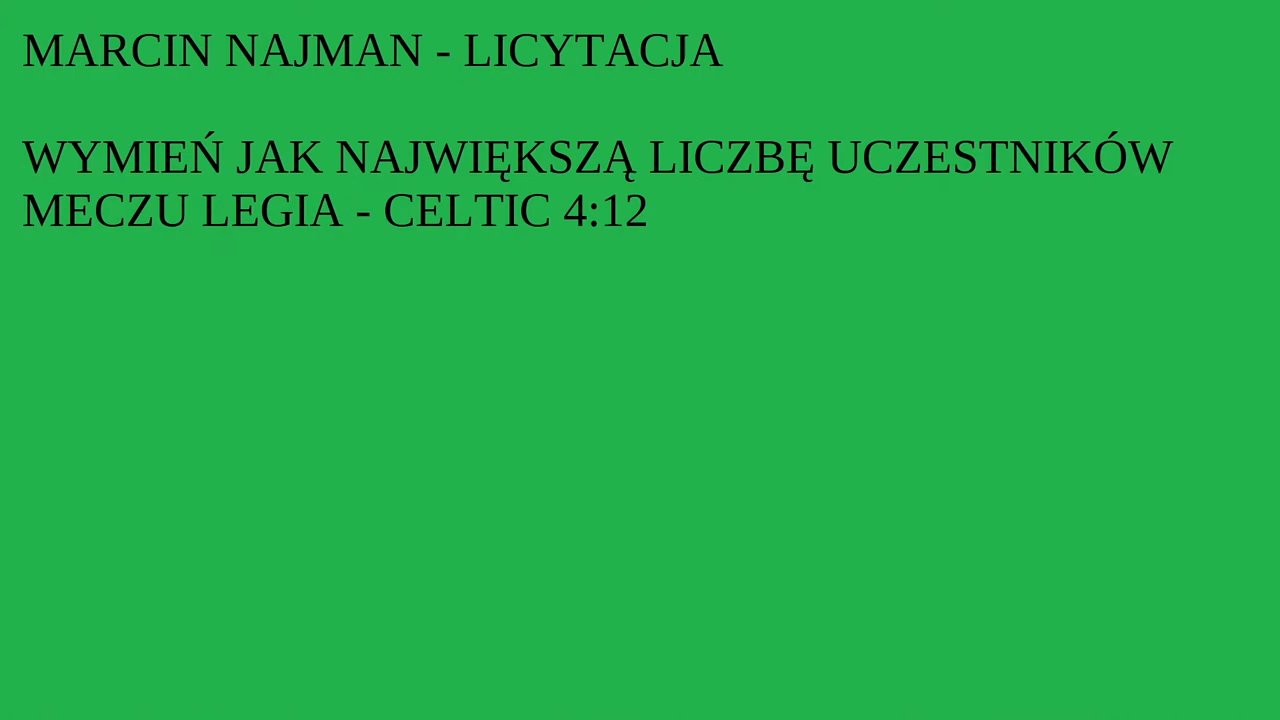 MARCIN NAJMAN - LICYTACJA
WYMIEŃ JAK NAJWIĘKSZĄ LICZBĘ UCZESTNIKÓW
MECZU LEGIA - CELTIC 4:12